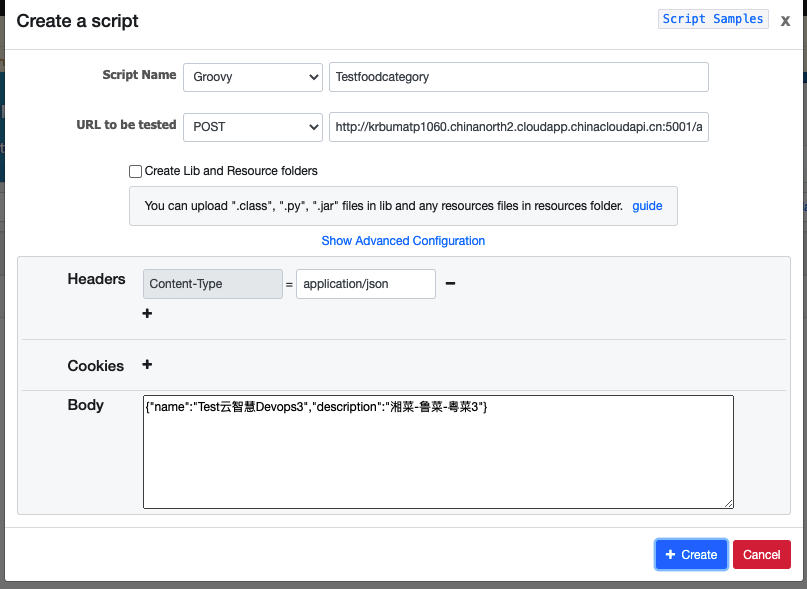 Create a script
Script Samples
x
Script Name
Groovy
Testfoodcategory
URL to be tested
POST
http://krbumatp1060.chinanorth2.cloudapp.chinacloudapi.cn:5001/a
Create Lib and Resource folders
You can upload ".class", ".py", ".jar" files in lib and any resources files in resources folder. guide
Show Advanced Configuration
Headers
Content-Type = application/json
Cookies
Body
{"name":"Test云智慧Devops3","description":"湘菜-鲁菜-粤菜3"}
+ Create
Cancel